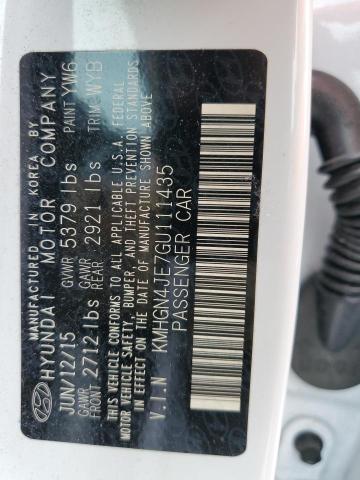 MANUFACTURED IN KOREA BY
HYUNDAI MOTOR COMPANY
JUN/12/15 GVWR 5379 lbs PAINT YW6
GAWR FRONT 2712 lbs GAWR REAR 2921 lbs TRIM WYB
THIS VEHICLE CONFORMS TO ALL APPLICABLE U.S.A. FEDERAL
MOTOR VEHICLE SAFETY, BUMPER, AND THEFT STANDARDS
IN EFFECT ON THE DATE OF MANUFACTURE SHOWN ABOVE
V.I.N KMHGN4JE7GU111435
PASSENGER CAR